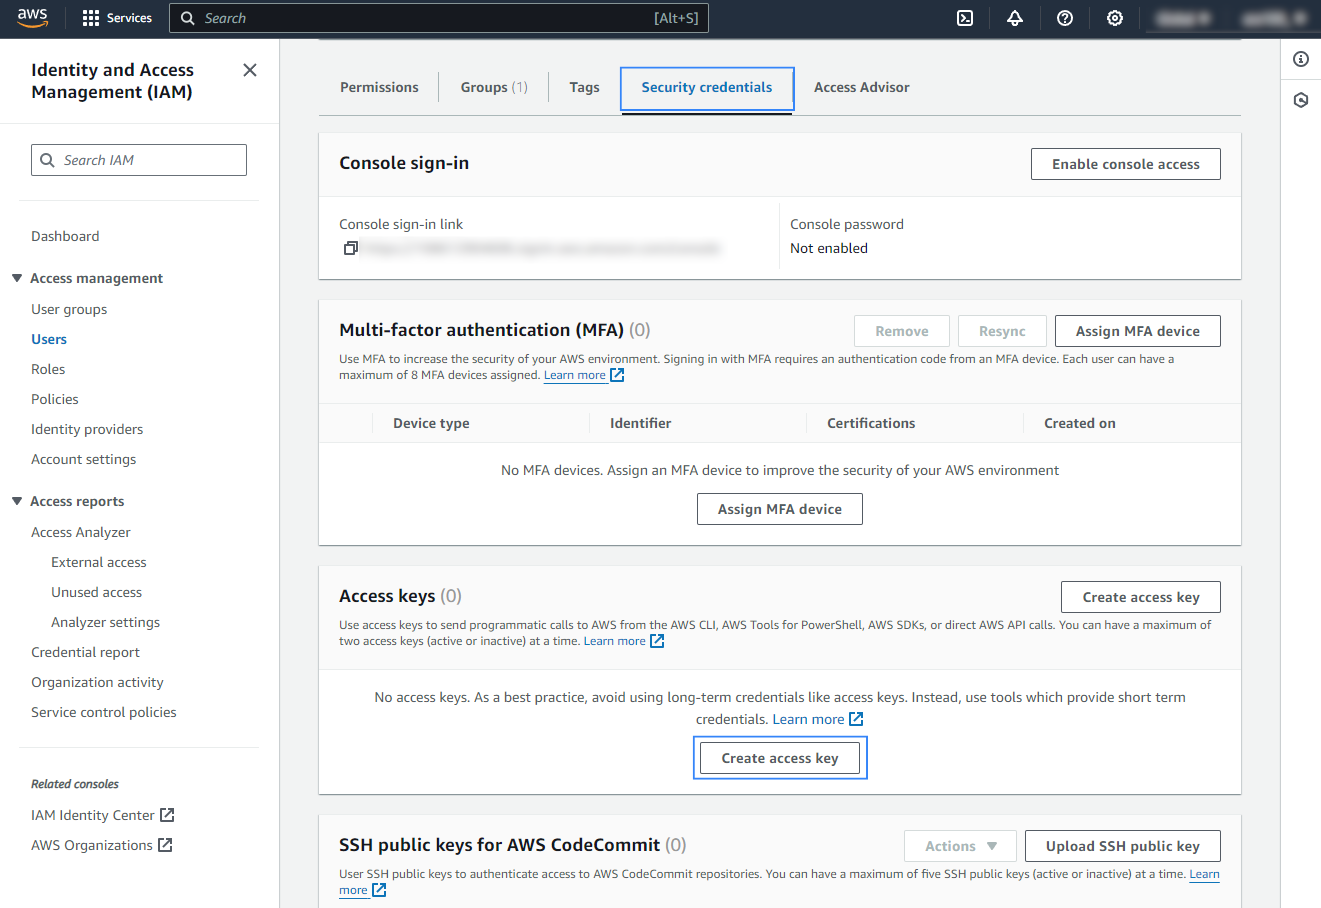 aws
Services
Search
[Alt+S]
Identity and Access
Management (IAM)
Search IAM
Dashboard
Access management
User groups
Users
Roles
Policies
Identity providers
Account settings
Access reports
Access Analyzer
External access
Unused access
Analyzer settings
Credential report
Organization activity
Service control policies
Related consoles
IAM Identity Center
AWS Organizations
Permissions
Groups (1)
Tags
Security credentials
Access Advisor
Console sign-in
Enable console access
Console sign-in link
Console password
Not enabled
Multi-factor authentication (MFA) (0)
Remove
Resync
Assign MFA device
Use MFA to increase the security of your AWS environment. Signing in with MFA requires an authentication code from an MFA device. Each user can have a
maximum of 8 MFA devices assigned. Learn more
Device type
Identifier
Certifications
Created on
No MFA devices. Assign an MFA device to improve the security of your AWS environment
Assign MFA device
Access keys (0)
Create access key
Use access keys to send programmatic calls to AWS from the AWS CLI, AWS Tools for PowerShell, AWS SDKs, or direct AWS API calls. You can have a maximum of
two access keys (active or inactive) at a time. Learn more
No access keys. As a best practice, avoid using long-term credentials like access keys. Instead, use tools which provide short term
credentials. Learn more
Create access key
SSH public keys for AWS CodeCommit (0)
Actions
Upload SSH public key
User SSH public keys to authenticate access to AWS CodeCommit repositories. You can have a maximum of five SSH public keys (active or inactive) at a time. Learn
more